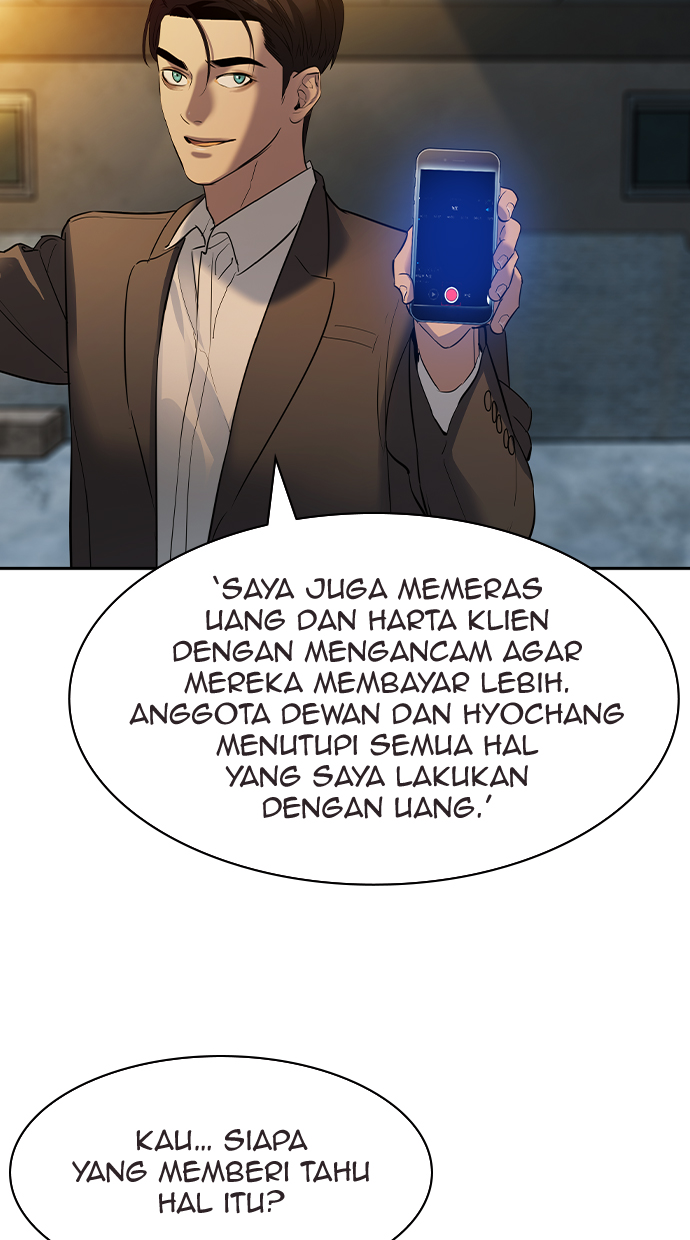 'SAYA JUGA MEMERAS
UANG DAN HARTA KLIEN
DENGAN MENGANCAM AGAR
MEREKA MEMBAYAR LEBIH.
ANGGOTA DEWAN DAN HYOCHANG
MENUTUPI SEMUA HAL
YANG SAYA LAKUKAN
DENGAN UANG.'
KAU... SIAPA
YANG MEMBERI TAHU
HAL ITU?